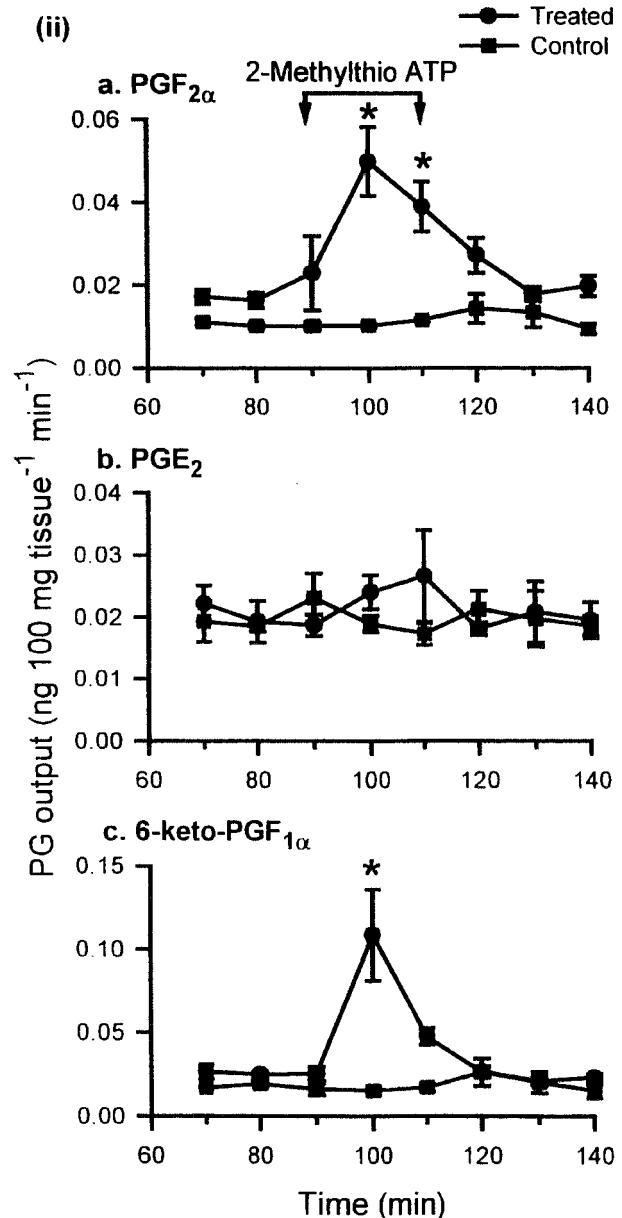 (ii)
Treated
Control
2-Methylthio ATP
a. PGF2α
* *
0.06
0.04
0.02
0.00
60 80 100 120 140
b. PGE2
0.04
0.03
0.02
0.01
0.00
60 80 100 120 140
c. 6-keto-PGF1α
*
0.15
0.10
0.05
0.00
60 80 100 120 140
PG output (ng 100 mg tissue⁻¹ min⁻¹)
Time (min)